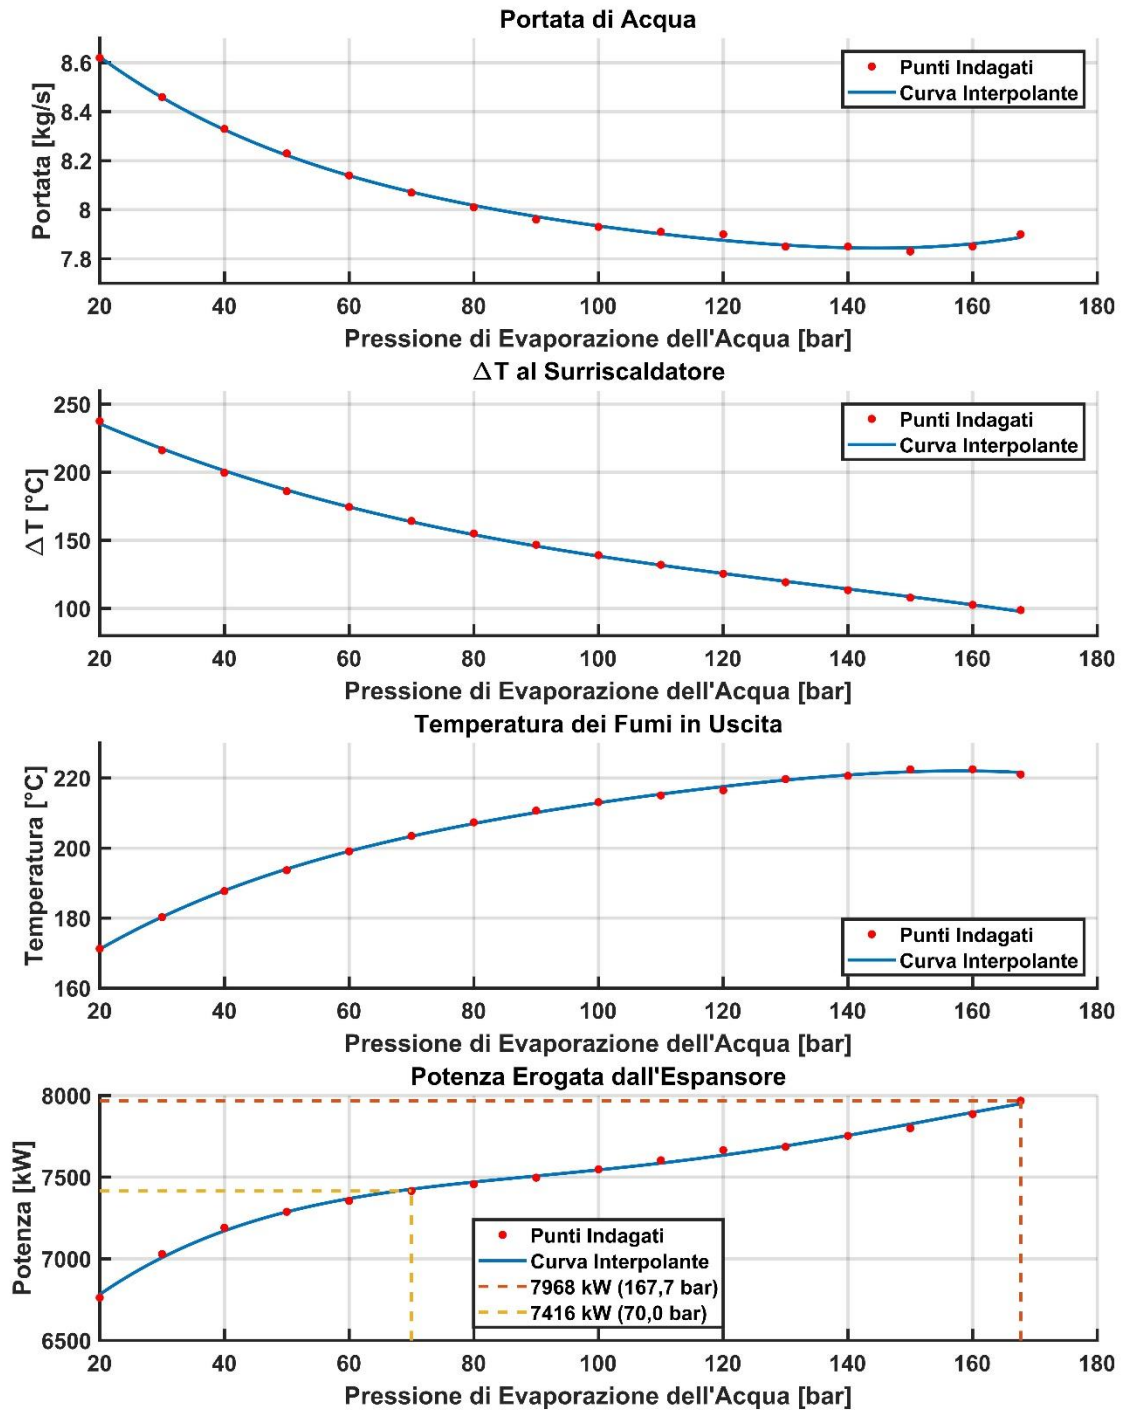 Portata di Acqua
Portata [kg/s]
8.6
8.4
8.2
8
7.8
Punti Indagati
Curva Interpolante
20 40 60 80 100 120 140 160 180
Pressione di Evaporazione dell'Acqua [bar]
ΔT al Surriscaldatore
ΔT [°C]
250
200
150
100
Punti Indagati
Curva Interpolante
20 40 60 80 100 120 140 160 180
Pressione di Evaporazione dell'Acqua [bar]
Temperatura dei Fumi in Uscita
Temperatura [°C]
220
200
180
160
Punti Indagati
Curva Interpolante
20 40 60 80 100 120 140 160 180
Pressione di Evaporazione dell'Acqua [bar]
Potenza Erogata dall'Espansore
Potenza [kW]
8000
7500
7000
6500
Punti Indagati
Curva Interpolante
7968 kW (167,7 bar)
7416 kW (70,0 bar)
20 40 60 80 100 120 140 160 180
Pressione di Evaporazione dell'Acqua [bar]